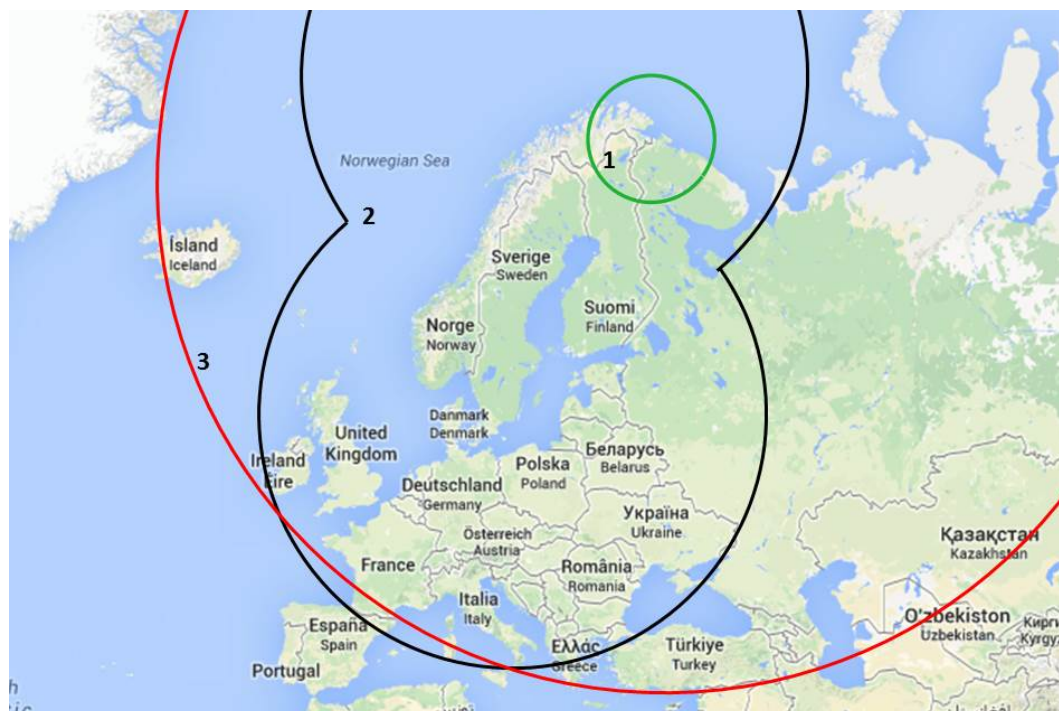 1
Norwegian Sea
2
Ísland
Iceland
Sverige
Sweden
Suomi
Finland
Norge
Norway
3
Danmark
Denmark
United
Kingdom
Ireland
Éire
Беларусь
Belarus
Polska
Poland
Deutschland
Germany
Україна
Ukraine
Österreich
Austria
Қазақстан
Kazakhstan
France
România
Romania
Italia
Italy
O'zbekiston
Uzbekistan
España
Spain
Ελλάς
Greece
Türkiye
Turkey
Portugal